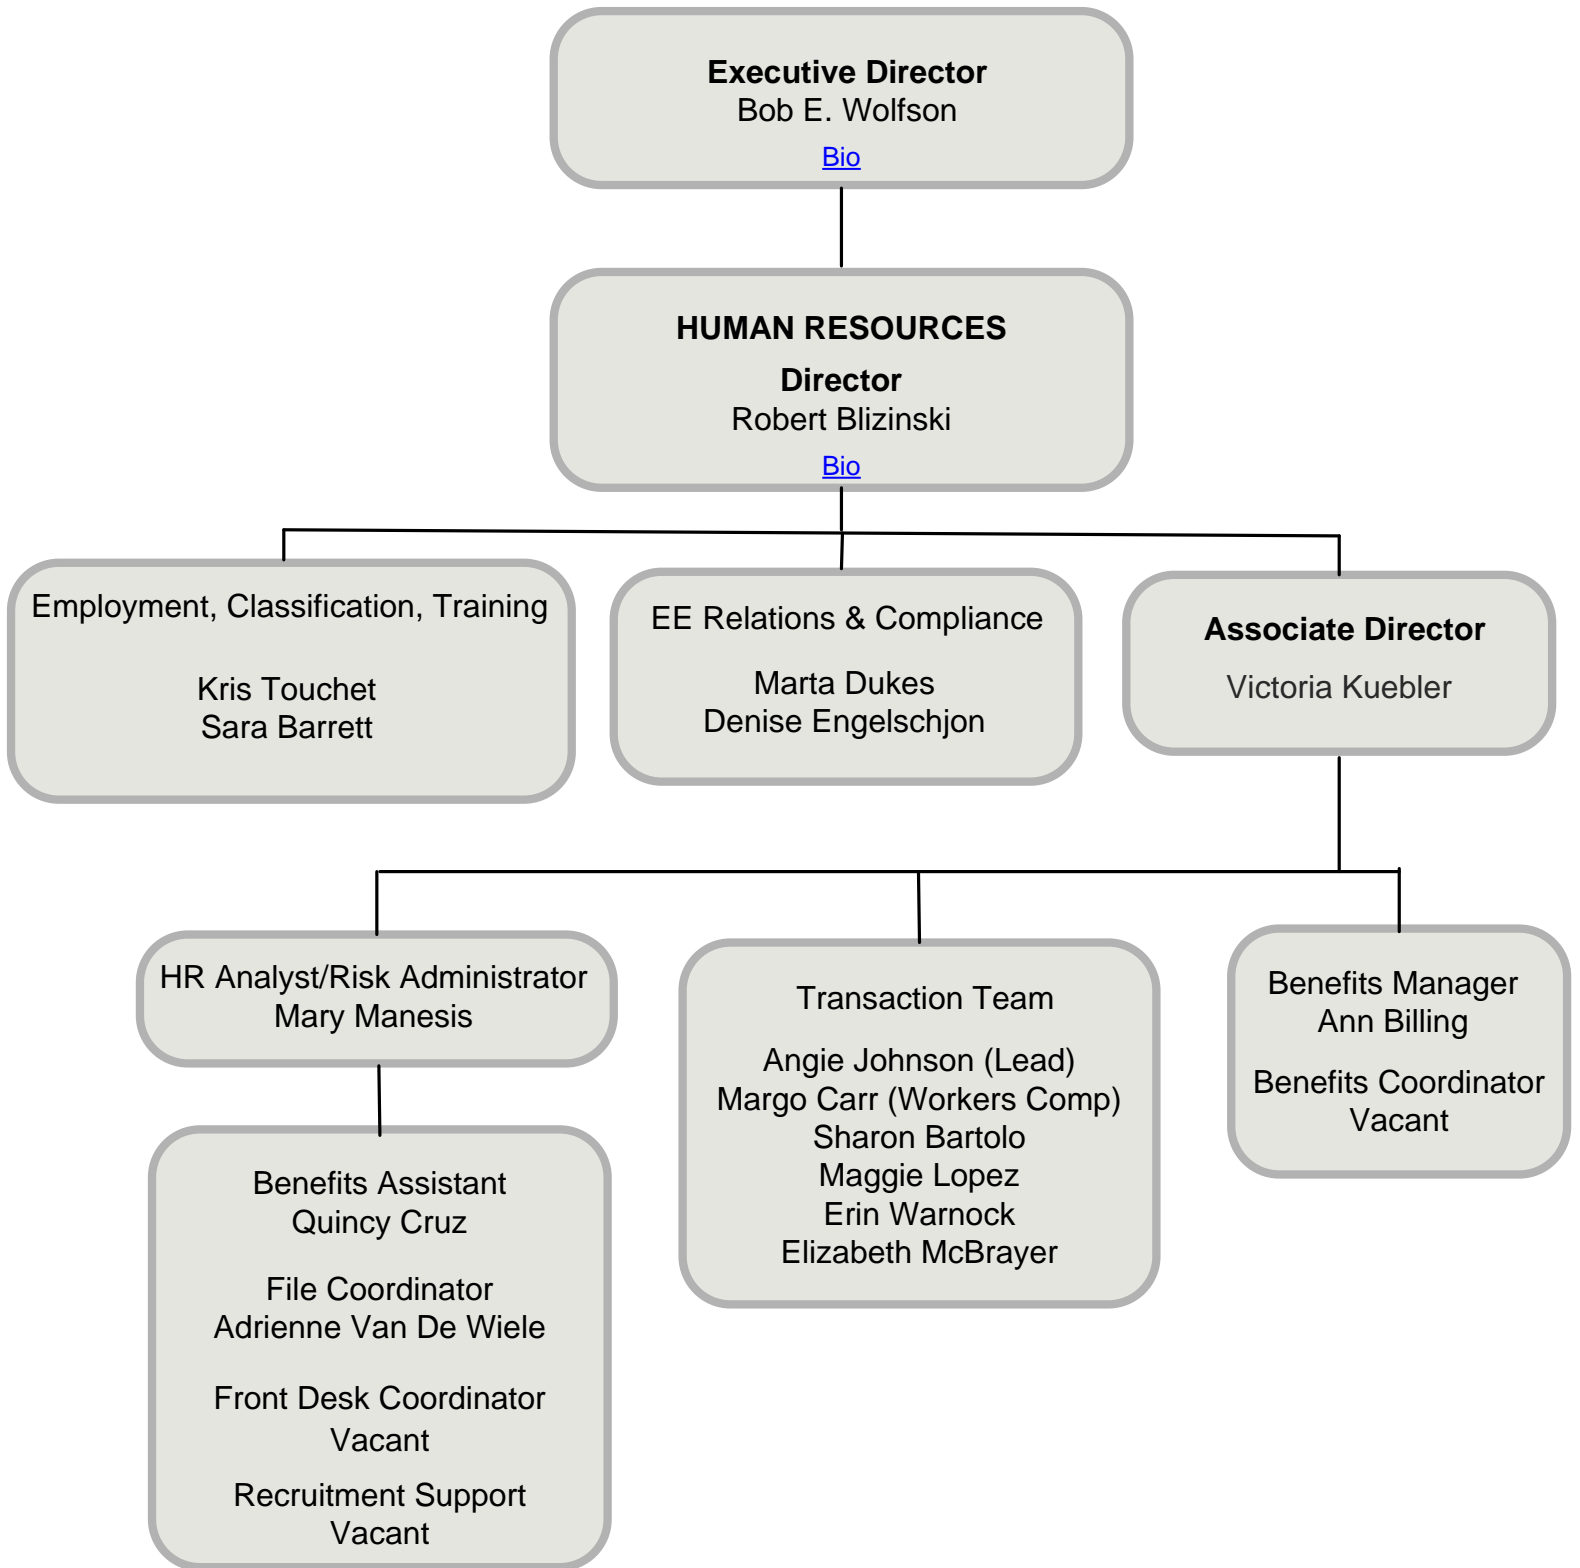 Executive Director
Bob E. Wolfson
Bio
HUMAN RESOURCES
Director
Robert Blizinski
Bio
Employment, Classification, Training
Kris Touchet
Sara Barrett
EE Relations & Compliance
Marta Dukes
Denise Engelschjon
Associate Director
Victoria Kuebler
HR Analyst/Risk Administrator
Mary Manesis
Benefits Assistant
Quincy Cruz
File Coordinator
Adrienne Van De Wiele
Front Desk Coordinator
Vacant
Recruitment Support
Vacant
Transaction Team
Angie Johnson (Lead)
Margo Carr (Workers Comp)
Sharon Bartolo
Maggie Lopez
Erin Warnock
Elizabeth McBrayer
Benefits Manager
Ann Billing
Benefits Coordinator
Vacant